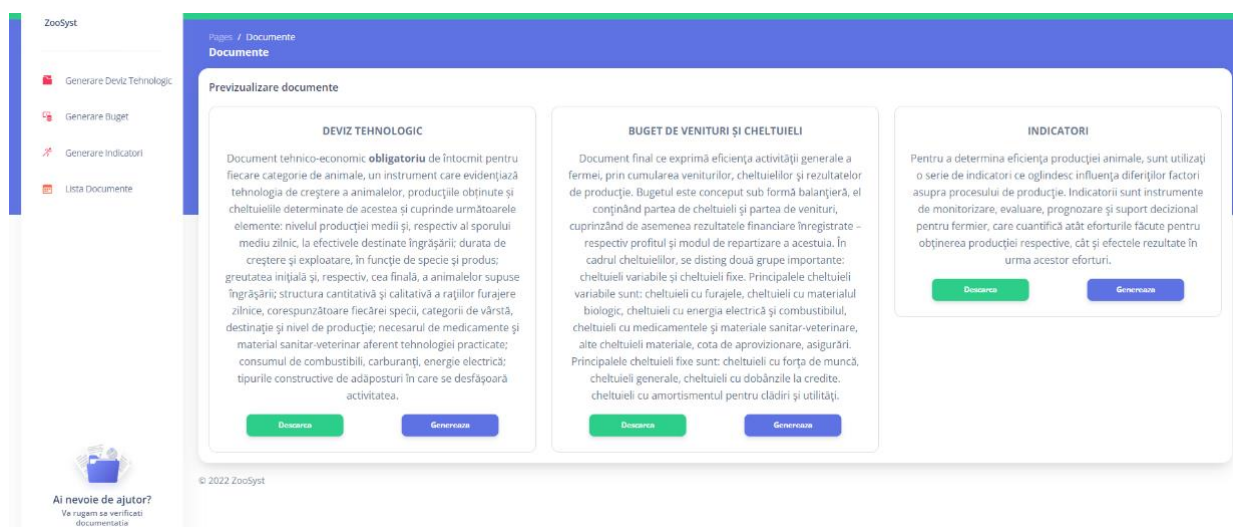 ZooSyst
Generare Deviz Tehnologic
Generare Buget
Generare Indicatori
Lista Documente
Ai nevoie de ajutor?
Va rugam sa verificati
documentatia
Pages / Documente
Documente
Previzualizare documente
DEVIZ TEHNOLOGIC
Document tehnico-economic obligatoriu de întocmit pentru
fiecare categorie de animale, un instrument care evidențiază
tehnologia de creștere a animalelor, producțiile obținute și
cheltuielile determinate de acestea și cuprinde următoarele
elemente: nivelul producției medii și, respectiv al sporului
mediu zilnic, la efectivele destinate îngrășării; durata de
creștere și exploatare, în funcție de specie și produs;
greutatea inițială și, respectiv, cea finală, a animalelor supuse
îngrășării; structura cantitativă și calitativă a rațiilor furajere
zilnice, corespunzătoare fiecărei specii, categorii de vârstă,
destinație și nivel de producție; necesarul de medicamente și
material sanitar-veterinar aferent tehnologiei practicate;
consumul de combustibili, carburanți, energie electrică;
tipurile constructive de adăposturi în care se desfășoară
activitatea.
Descarca
Genereaza
BUGET DE VENITURI ȘI CHELTUIELI
Document final ce exprimă eficiența activității generale a
fermei, prin cumularea veniturilor, cheltuielilor și rezultatelor
de producție. Bugetul este conceput sub formă balanțieră, el
conținând partea de cheltuieli și partea de venituri,
cuprinzând de asemenea rezultatele financiare înregistrate –
respectiv profitul și modul de repartizare a acestuia. În
cadrul cheltuielilor, se disting două grupe importante:
cheltuieli variabile și cheltuieli fixe. Principalele cheltuieli
variabile sunt: cheltuieli cu furajele, cheltuieli cu materialul
biologic, cheltuieli cu energia electrică și combustibilul,
cheltuieli cu medicamentele și materiale sanitar-veterinare,
alte cheltuieli materiale, cota de aprovizionare, asigurări.
Principalele cheltuieli fixe sunt: cheltuieli cu forța de muncă,
cheltuieli generale, cheltuieli cu dobânzile la credite.
cheltuieli cu amortismentul pentru clădiri și utilități.
Descarca
Genereaza
INDICATORI
Pentru a determina eficiența producției animale, sunt utilizați
o serie de indicatori ce oglindesc influența diferiților factori
asupra procesului de producție. Indicatorii sunt instrumente
de monitorizare, evaluare, prognozare și suport decizional
pentru fermier, care cuantifică atât eforturile făcute pentru
obținerea producției respective, cât și efectele rezultate în
urma acestor eforturi.
Descarca
Genereaza
© 2022 ZooSyst